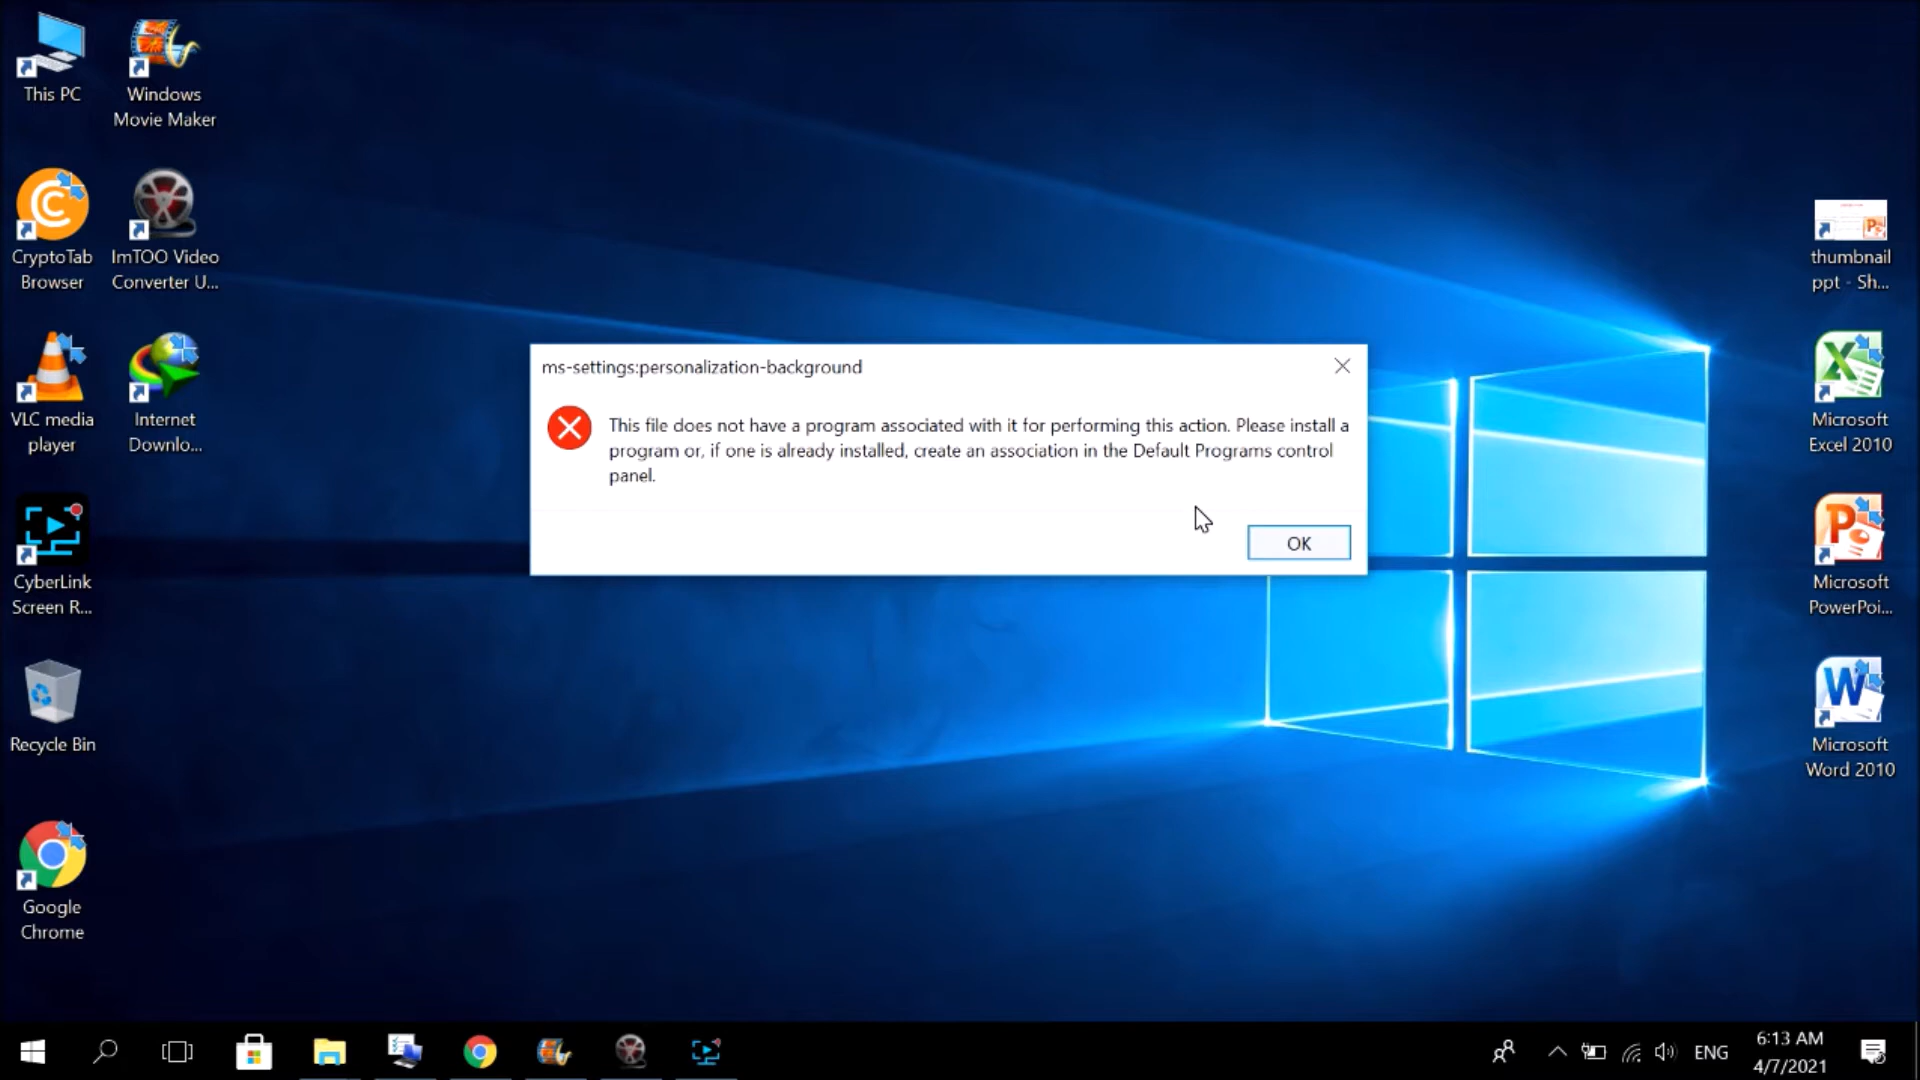 This PC
Windows
Movie Maker
CryptoTab
Browser
ImTOO Video
Converter U...
VLC media
player
Internet
Downlo...
CyberLink
Screen R...
Recycle Bin
Google
Chrome
ms-settings:personalization-background
This file does not have a program associated with it for performing this action. Please install a
program or, if one is already installed, create an association in the Default Programs control
panel.
OK
thumbnail
ppt - Sh...
Microsoft
Excel 2010
Microsoft
PowerPoi...
Microsoft
Word 2010
ENG
6:13 AM
4/7/2021